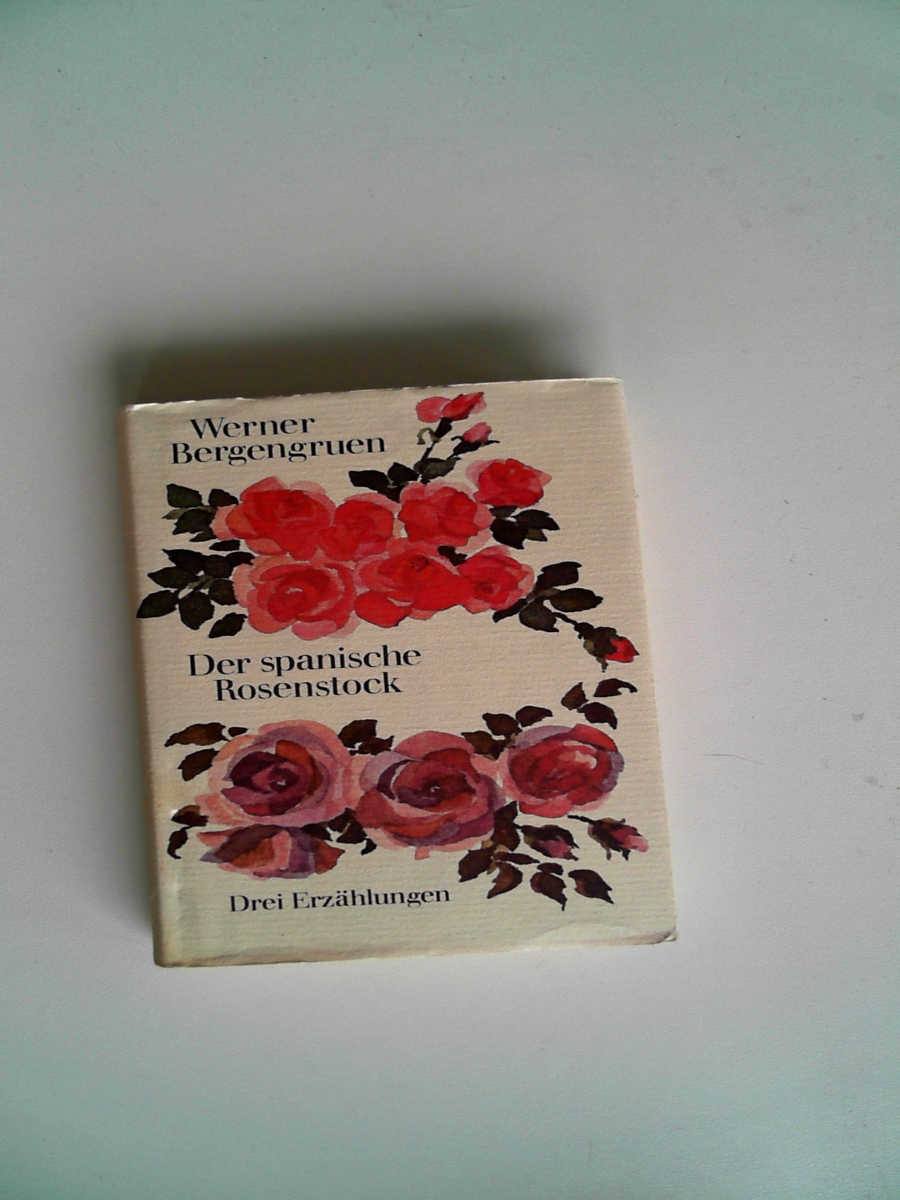 Werner
Bergengruen
Der spanische
Rosenstock
Drei Erzählungen